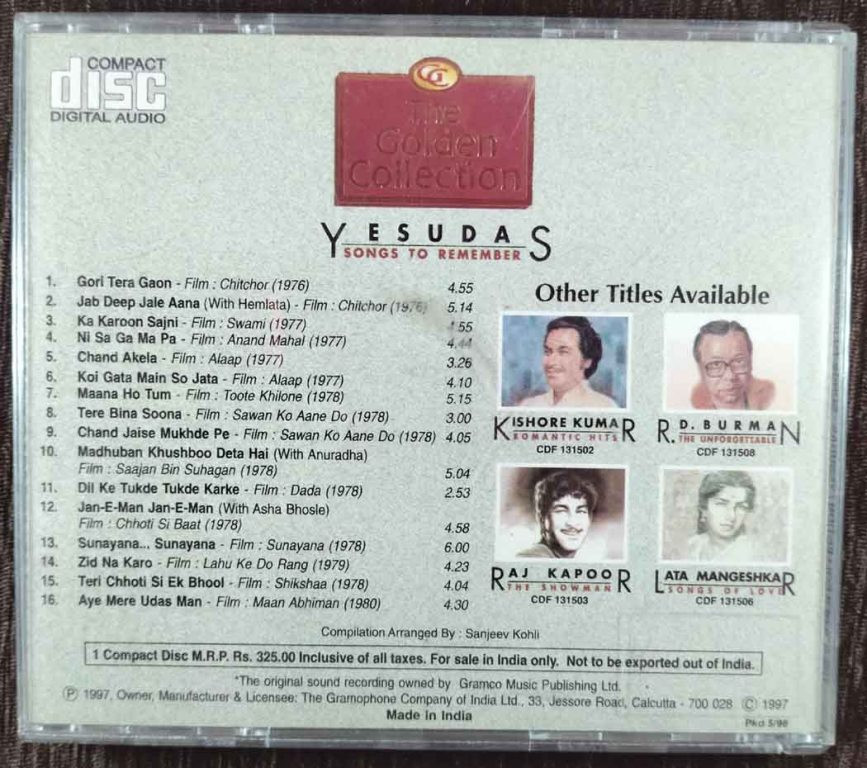 COMPACT
disc
DIGITAL AUDIO
GC
The
Golden
Collection
YESUDAS
SONGS TO REMEMBER
1. Gori Tera Gaon - Film : Chitchor (1976) 4.55
2. Jab Deep Jale Aana (With Hemlata) - Film : Chitchor (1976) 5.14
3. Ka Karoon Sajni - Film : Swami (1977) 55
4. Ni Sa Ga Ma Pa - Film : Anand Mahal (1977) 4.44
5. Chand Akela - Film : Alaap (1977) 3.26
6. Koi Gata Main So Jata - Film : Alaap (1977) 4.10
7. Maana Ho Tum - Film : Toote Khilone (1978) 5.15
8. Tere Bina Soona - Film : Sawan Ko Aane Do (1978) 3.00
9. Chand Jaise Mukhde Pe - Film : Sawan Ko Aane Do (1978) 4.05
10. Madhuban Khushboo Deta Hai (With Anuradha)
Film : Saajan Bin Suhagan (1978) 5.04
11. Dil Ke Tukde Tukde Karke - Film : Dada (1978) 2.53
12. Jan-E-Man Jan-E-Man (With Asha Bhosle)
Film : Chhoti Si Baat (1978) 4.58
13. Sunayana... Sunayana - Film : Sunayana (1978) 6.00
14. Zid Na Karo - Film : Lahu Ke Do Rang (1979) 4.23
15. Teri Chhoti Si Ek Bhool - Film : Shikshaa (1978) 4.04
16. Aye Mere Udas Man - Film : Maan Abhiman (1980) 4.30
Other Titles Available
KISHORE KUMAR
ROMANTIC HITS
CDF 131502
R.D. BURMAN
THE UNFORGETTABLE
CDF 131508
RAJ KAPOOR
THE SHOWMAN
CDF 131503
LATA MANGESHKAR
SONGS OF LOVE
CDF 131506
Compilation Arranged By : Sanjeev Kohli
1 Compact Disc M.R.P. Rs. 325.00 Inclusive of all taxes. For sale in India only. Not to be exported out of India.
*The original sound recording owned by Gramco Music Publishing Ltd.
℗ 1997, Owner, Manufacturer & Licensee: The Gramophone Company of India Ltd., 33, Jessore Road, Calcutta - 700 028 © 1997
Made in India
Pkd 5/98